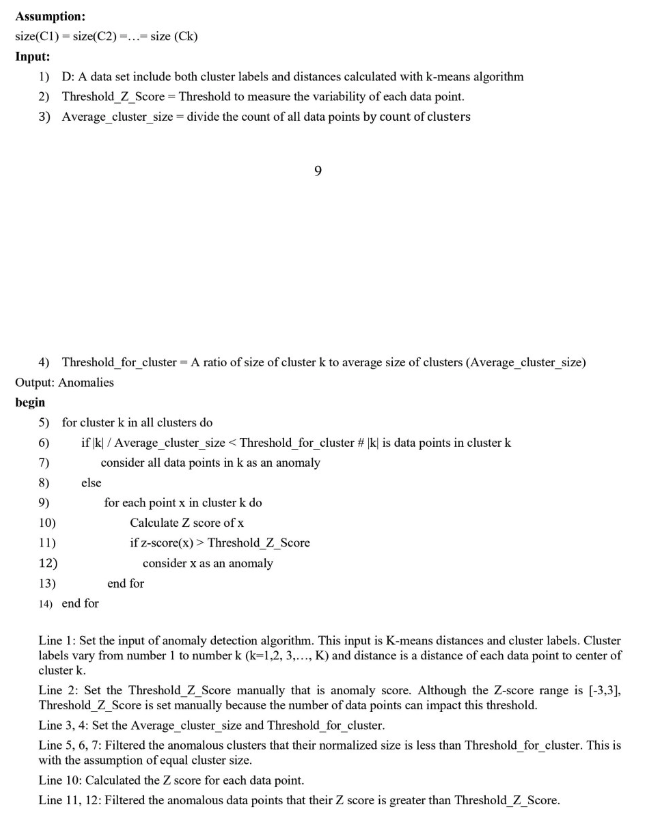 Assumption:
size(C1) = size(C2) =…= size (Ck)
Input:
1) D: A data set include both cluster labels and distances calculated with k-means algorithm
2) Threshold_Z_Score = Threshold to measure the variability of each data point.
3) Average_cluster_size = divide the count of all data points by count of clusters
9
4) Threshold_for_cluster = A ratio of size of cluster k to average size of clusters (Average_cluster_size)
Output: Anomalies
begin
5) for cluster k in all clusters do
6) if |k| / Average_cluster_size < Threshold_for_cluster # |k| is data points in cluster k
7) consider all data points in k as an anomaly
8) else
9) for each point x in cluster k do
10) Calculate Z score of x
11) if z-score(x) > Threshold_Z_Score
12) consider x as an anomaly
13) end for
14) end for
Line 1: Set the input of anomaly detection algorithm. This input is K-means distances and cluster labels. Cluster
labels vary from number 1 to number k (k=1,2, 3,…, K) and distance is a distance of each data point to center of
cluster k.
Line 2: Set the Threshold_Z_Score manually that is anomaly score. Although the Z-score range is [-3,3],
Threshold_Z_Score is set manually because the number of data points can impact this threshold.
Line 3, 4: Set the Average_cluster_size and Threshold_for_cluster.
Line 5, 6, 7: Filtered the anomalous clusters that their normalized size is less than Threshold_for_cluster. This is
with the assumption of equal cluster size.
Line 10: Calculated the Z score for each data point.
Line 11, 12: Filtered the anomalous data points that their Z score is greater than Threshold_Z_Score.